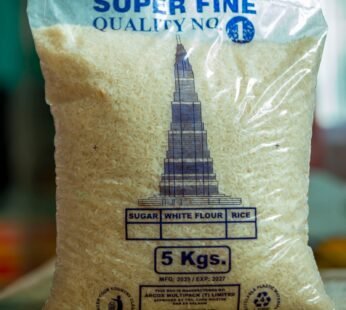 SUPER FINE
QUALITY NO. 1
SUGAR WHITE FLOUR RICE
5 Kgs.
MFG: 2025 / EXP: 2027
THIS BAG IS MANUFACTURED BY
ARCOX MULTIPACK (T) LIMITED